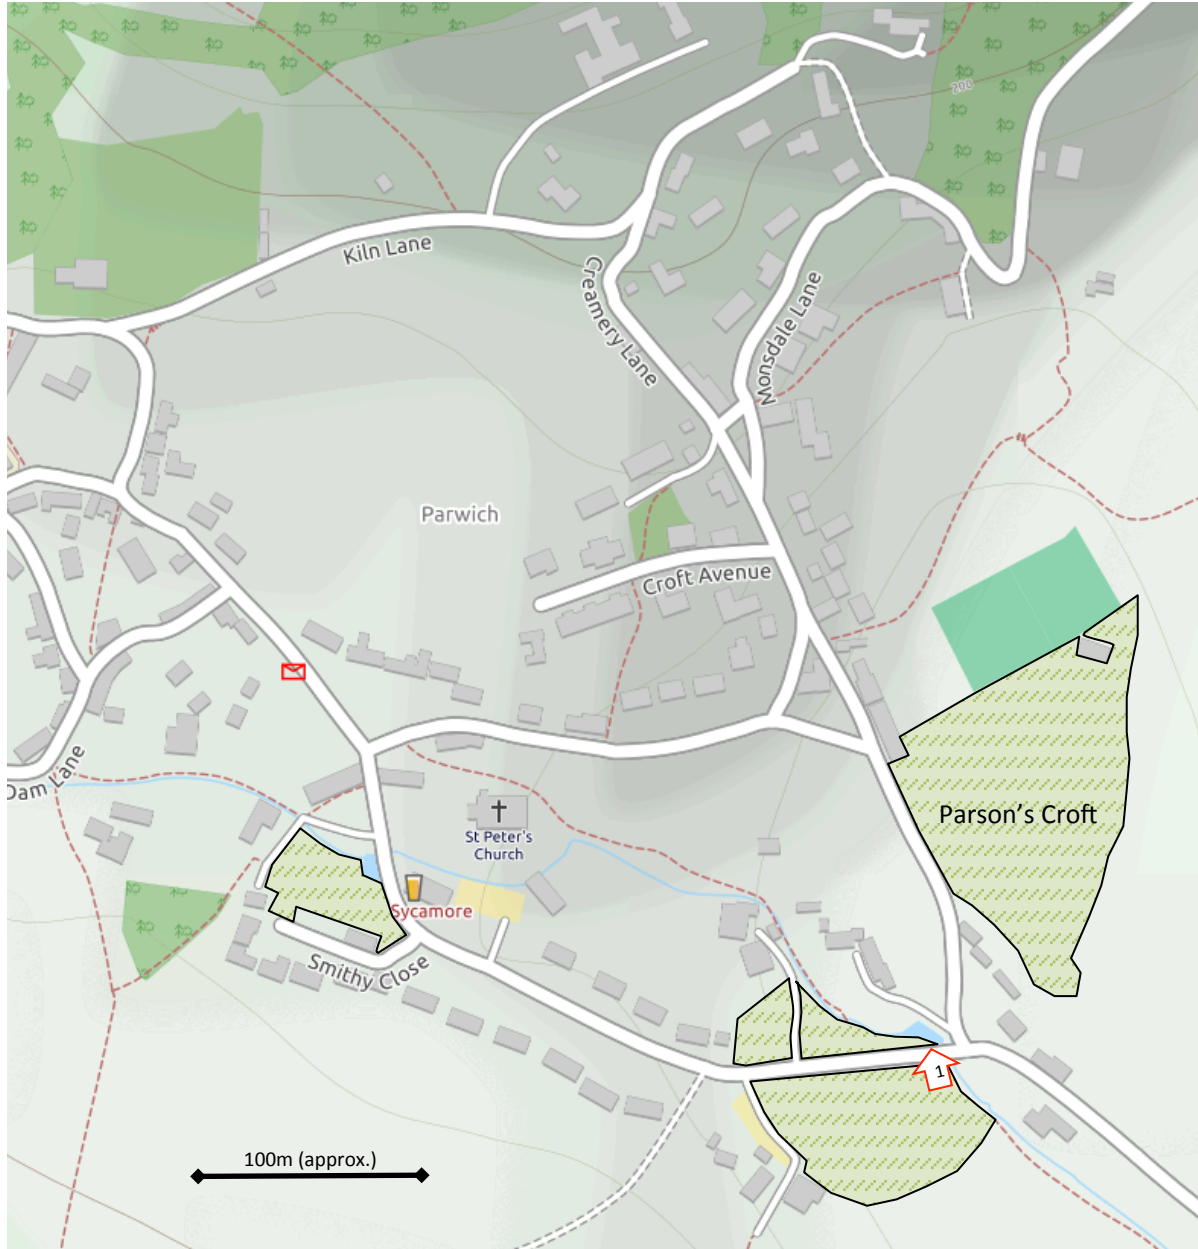 200
Kiln Lane
Creamery Lane
Monsdale Lane
Parwich
Croft Avenue
Dam Lane
Parson's Croft
St Peter's
Church
Sycamore
Smithy Close
1
100m (approx.)